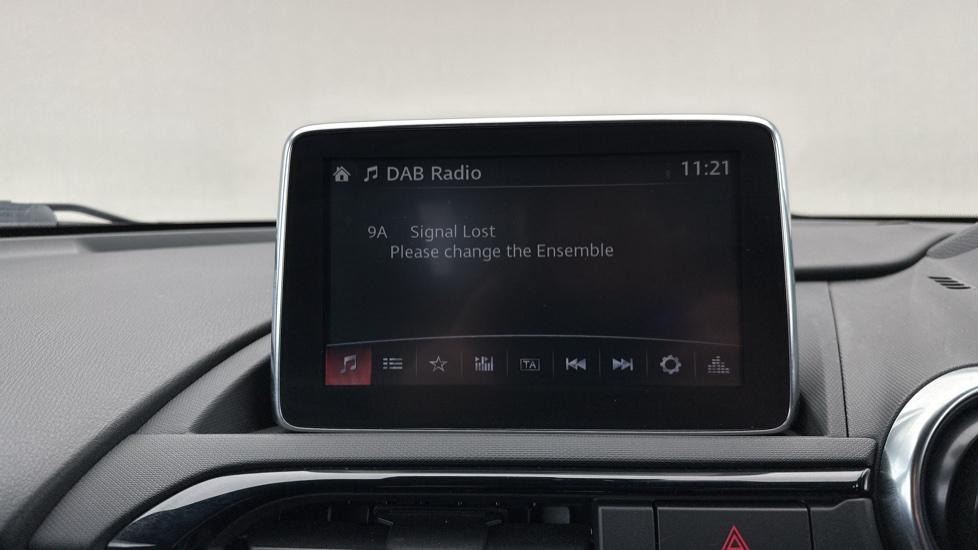 DAB Radio 11:21
9A Signal Lost
Please change the Ensemble
TA